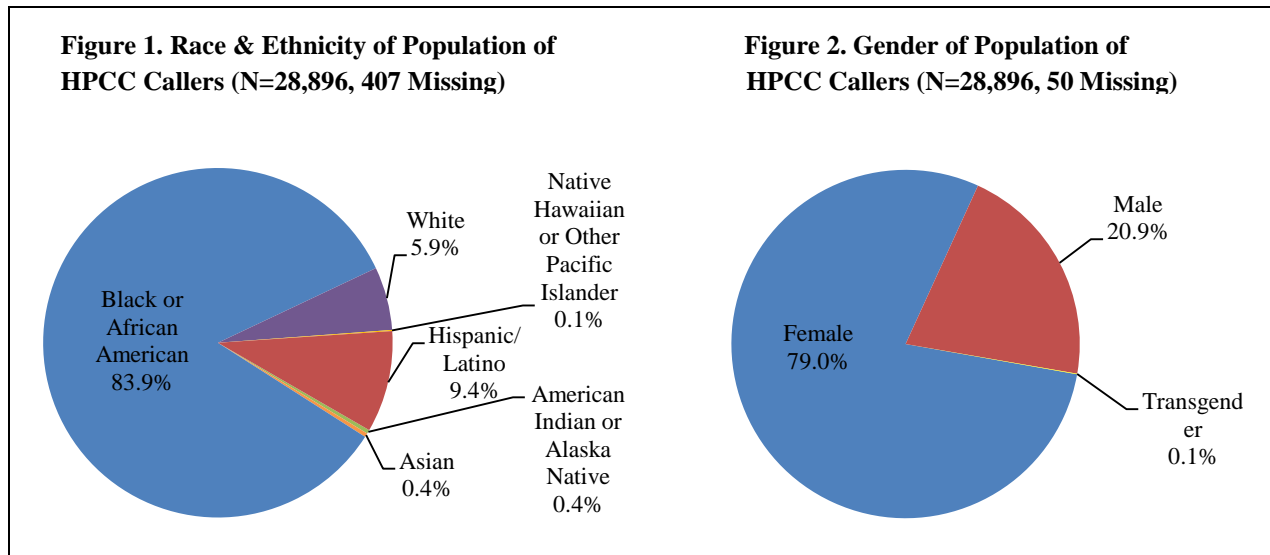 Figure 1. Race & Ethnicity of Population of
HPCC Callers (N=28,896, 407 Missing)
Black or
African
American
83.9%
White
5.9%
Native
Hawaiian
or Other
Pacific
Islander
0.1%
Hispanic/
Latino
9.4%
American
Indian or
Alaska
Native
0.4%
Asian
0.4%
Figure 2. Gender of Population of
HPCC Callers (N=28,896, 50 Missing)
Male
20.9%
Female
79.0%
Transgend
er
0.1%